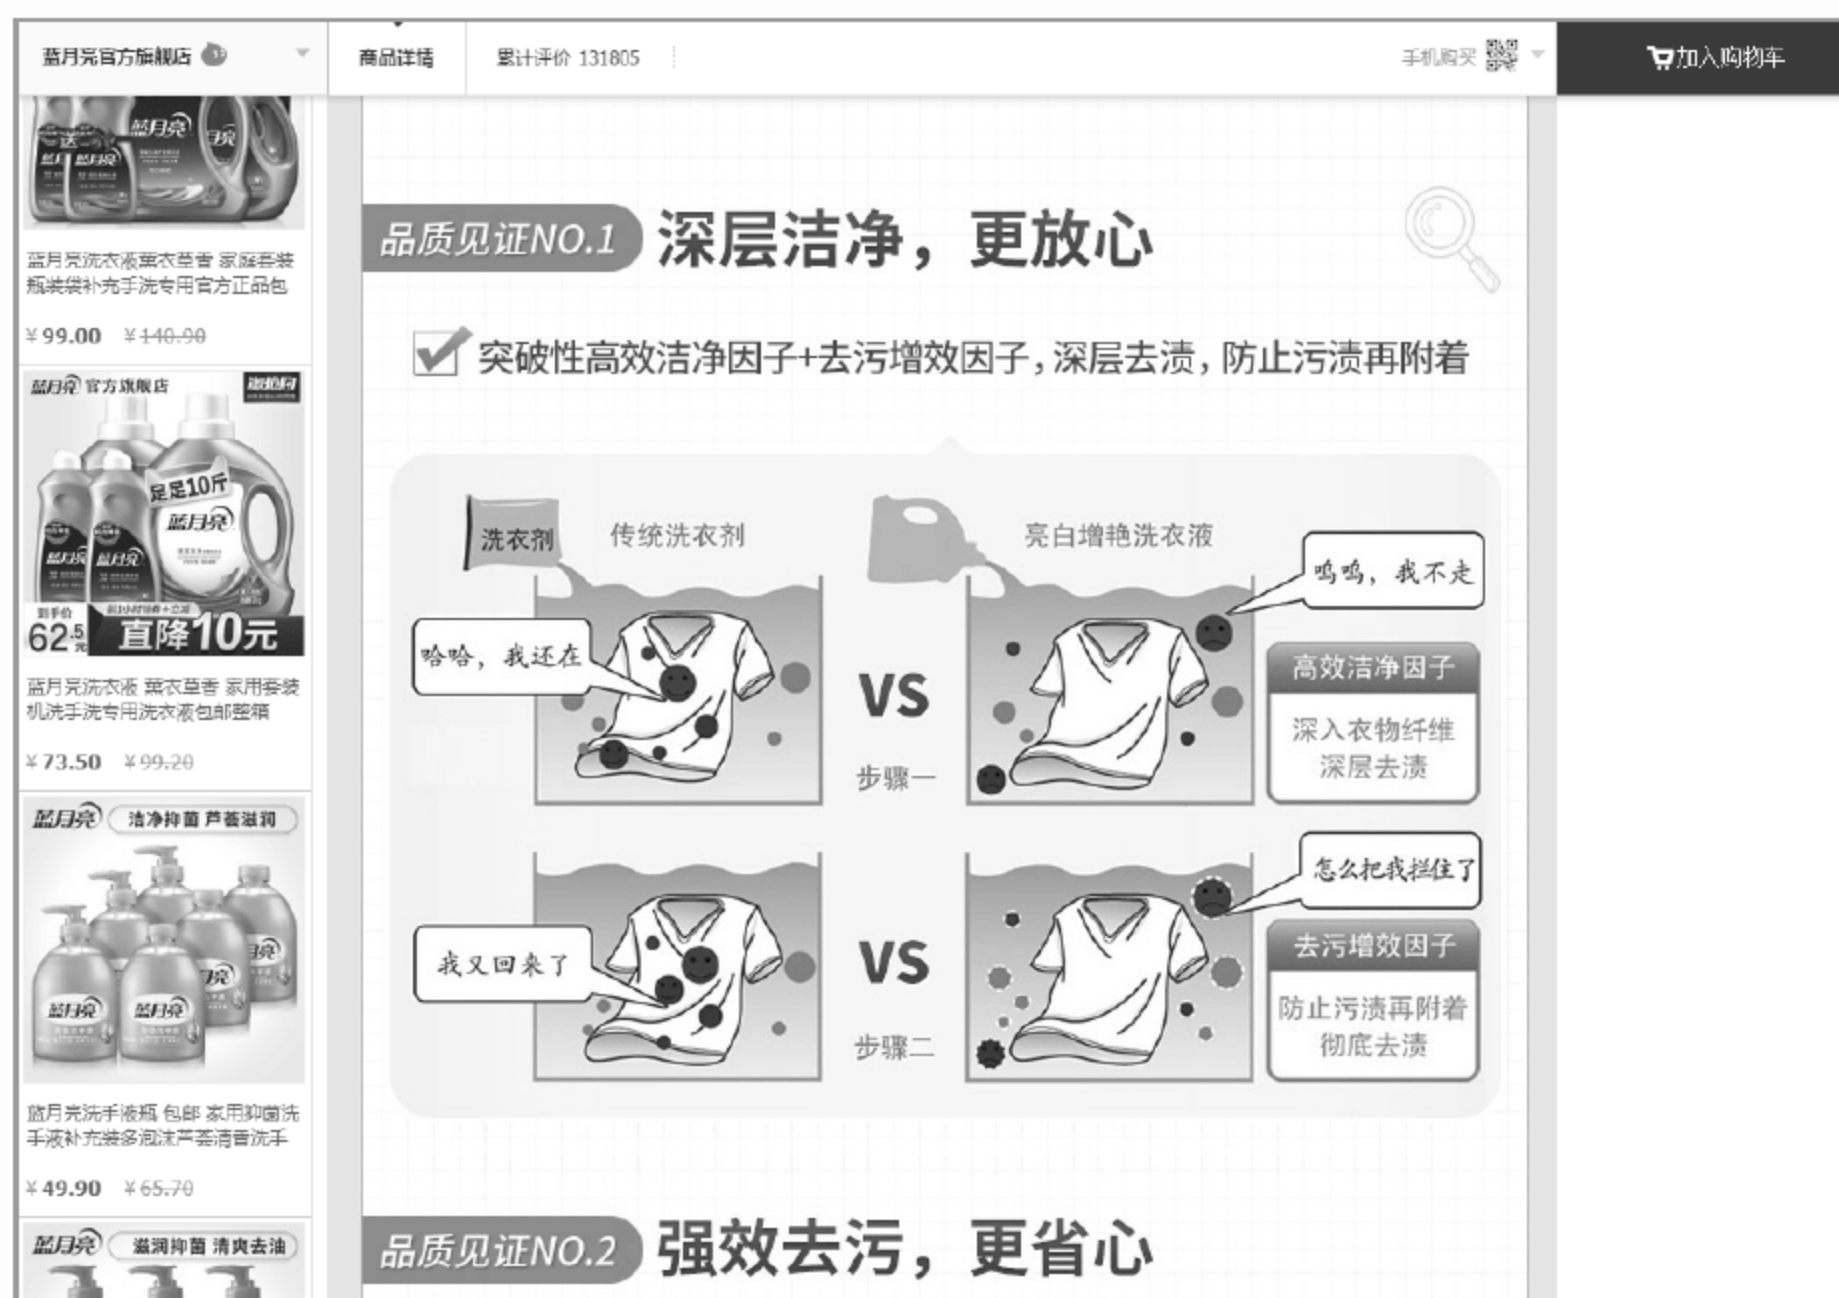 蓝月亮官方旗舰店
商品详情
累计评价 131805
手机购买
加入购物车
送一
蓝月亮
蓝月亮洗衣液薰衣草香 家庭套装
瓶装袋补充手洗专用官方正品包
¥99.00 ¥140.90
蓝月亮官方旗舰店
足足10斤
蓝月亮
蓝月亮
到手价
62.5元
直降10元
蓝月亮洗衣液 薰衣草香 家用套装
机洗手洗专用洗衣液包邮整箱
¥73.50 ¥99.20
蓝月亮 洁净抑菌 芦荟滋润
蓝月亮
蓝月亮
蓝月亮洗手液瓶 包邮 家用抑菌洗
手液补充装多泡沫芦荟清香洗手
¥49.90 ¥65.70
蓝月亮 滋润抑菌 清爽去油
品质见证NO.1 深层洁净，更放心
突破性高效洁净因子+去污增效因子，深层去渍，防止污渍再附着
洗衣剂
传统洗衣剂
亮白增艳洗衣液
呜呜，我不走
哈哈，我还在
VS
步骤一
高效洁净因子
深入衣物纤维
深层去渍
怎么把我拦住了
我又回来了
VS
步骤二
去污增效因子
防止污渍再附着
彻底去渍
品质见证NO.2 强效去污，更省心